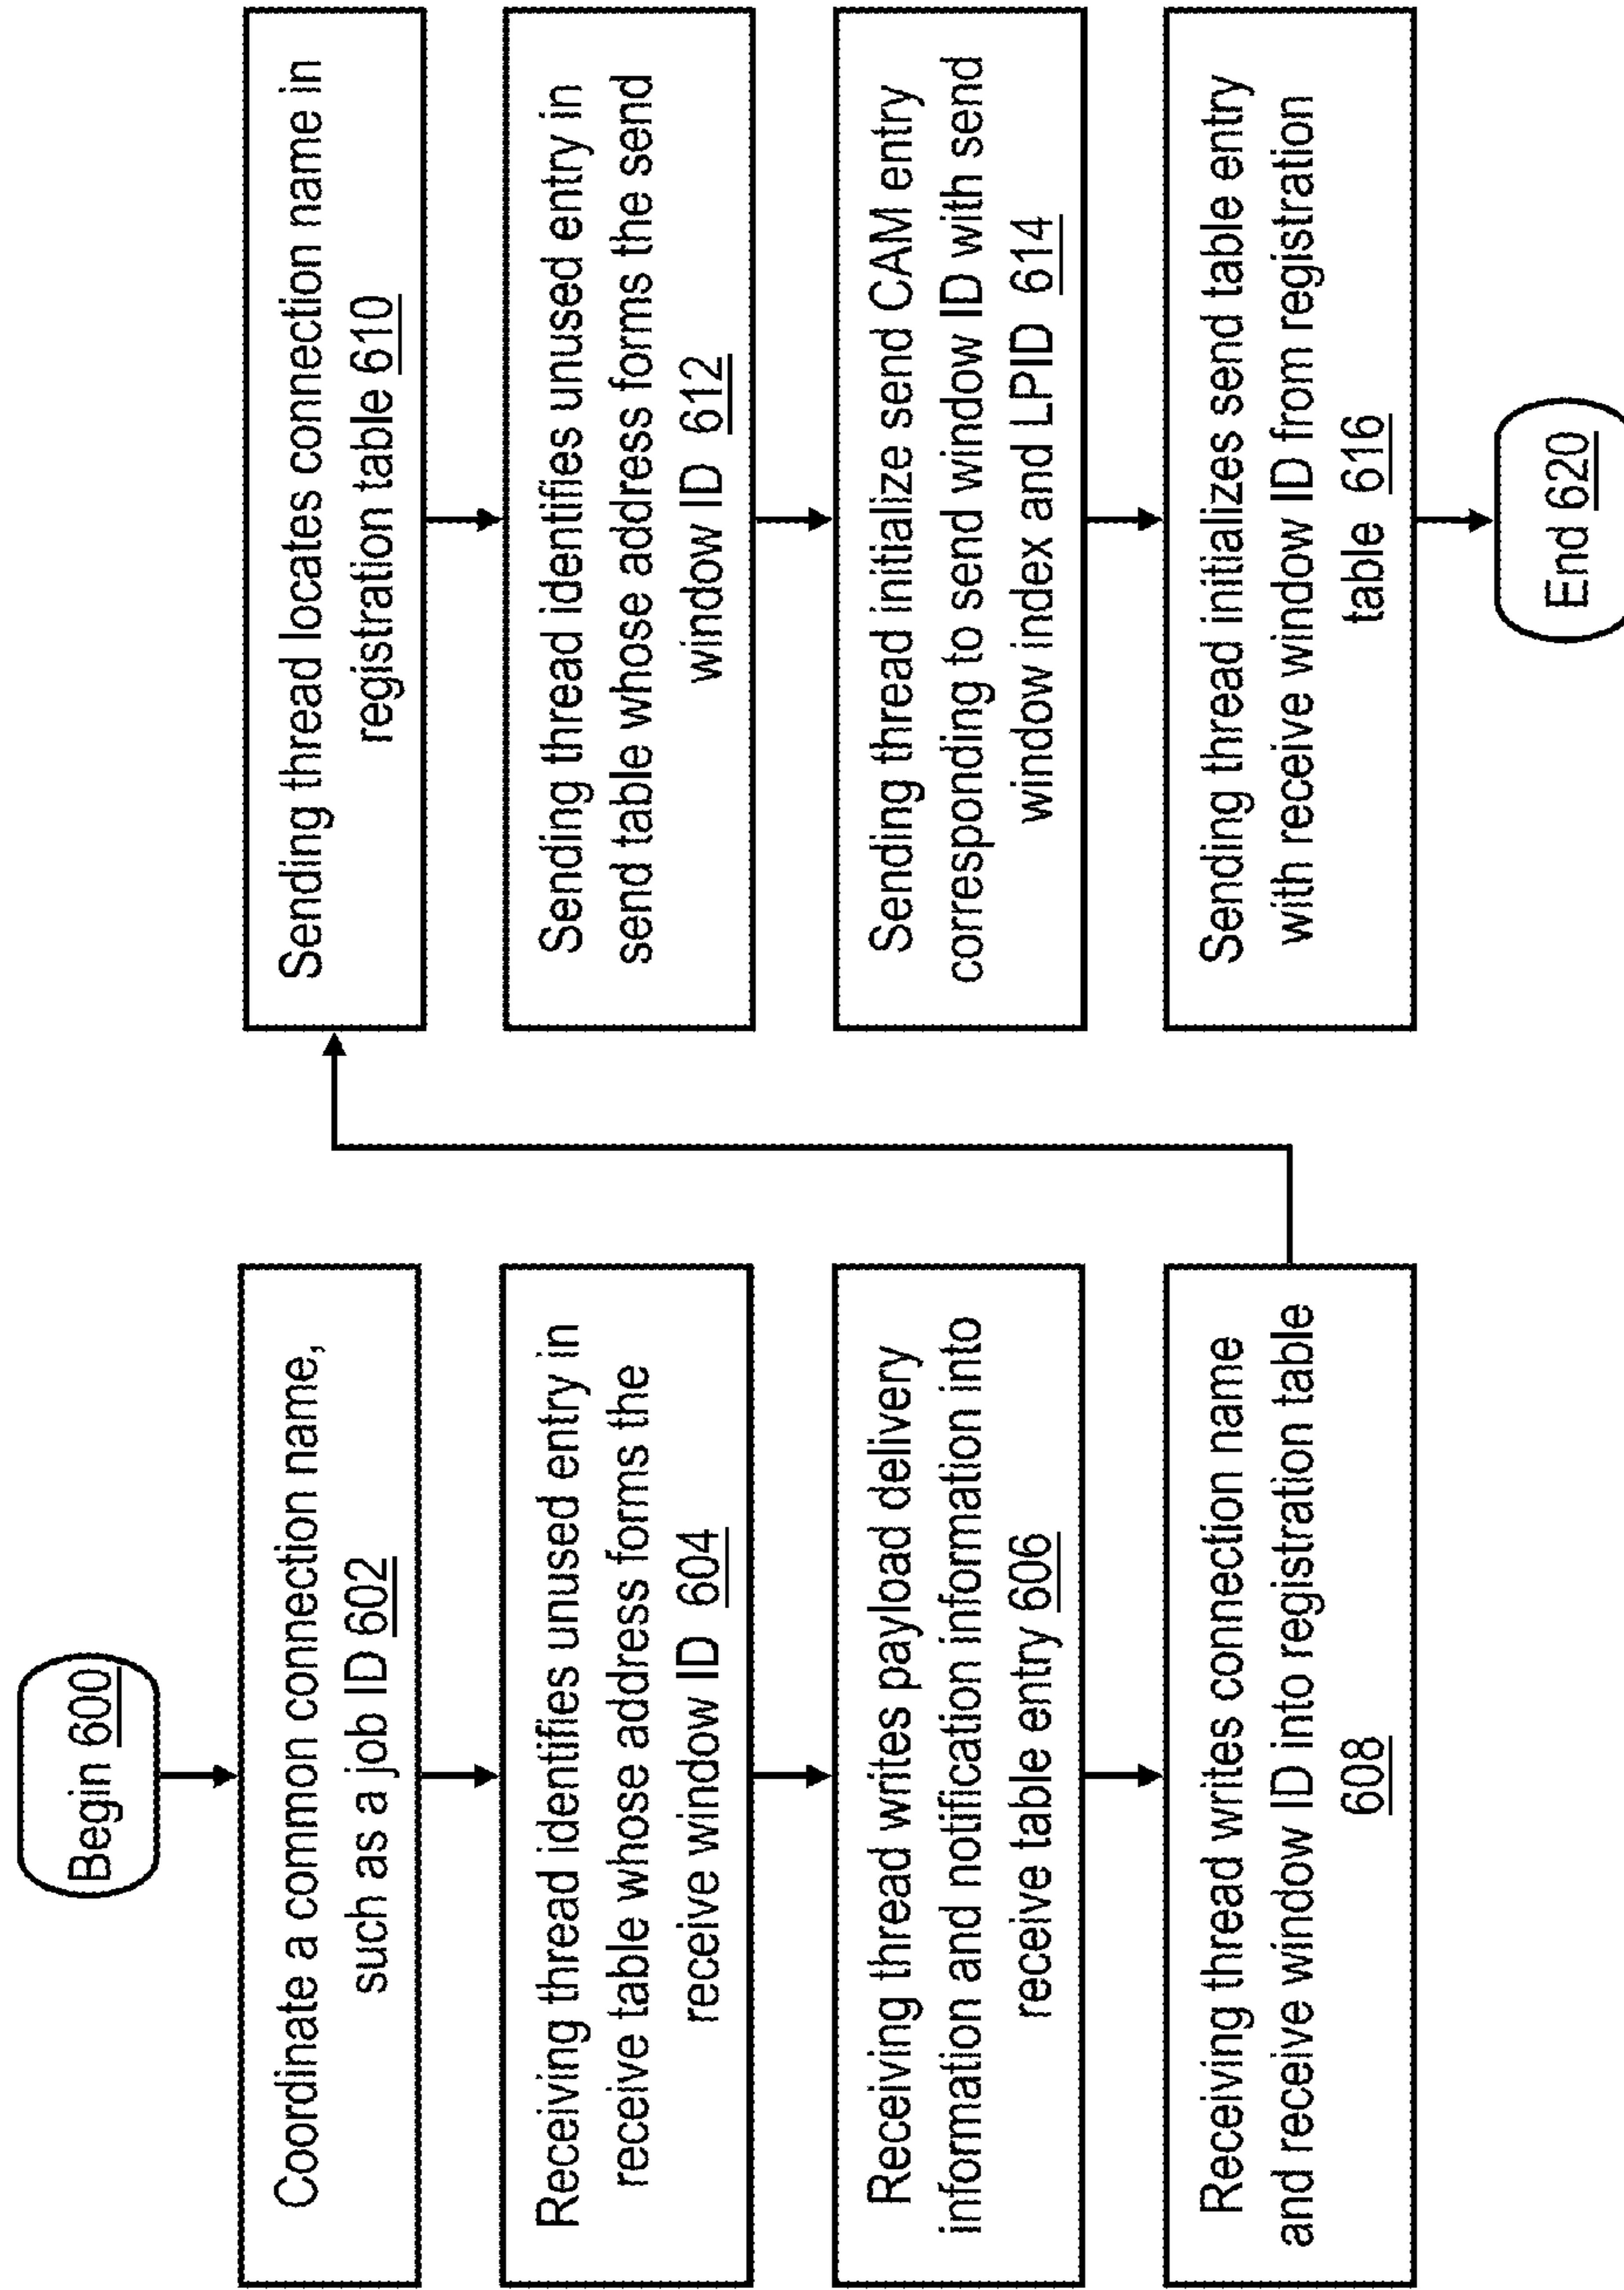 Begin 600
Coordinate a common connection name,
such as a job ID 602
Receiving thread identifies unused entry in
receive table whose address forms the
receive window ID 604
Receiving thread writes payload delivery
information and notification information into
receive table entry 606
Receiving thread writes connection name
and receive window ID into registration table
608
Sending thread locates connection name in
registration table 610
Sending thread identifies unused entry in
send table whose address forms the send
window ID 612
Sending thread initialize send CAM entry
corresponding to send window ID with send
window index and LPID 614
Sending thread initializes send table entry
with receive window ID from registration
table 616
End 620